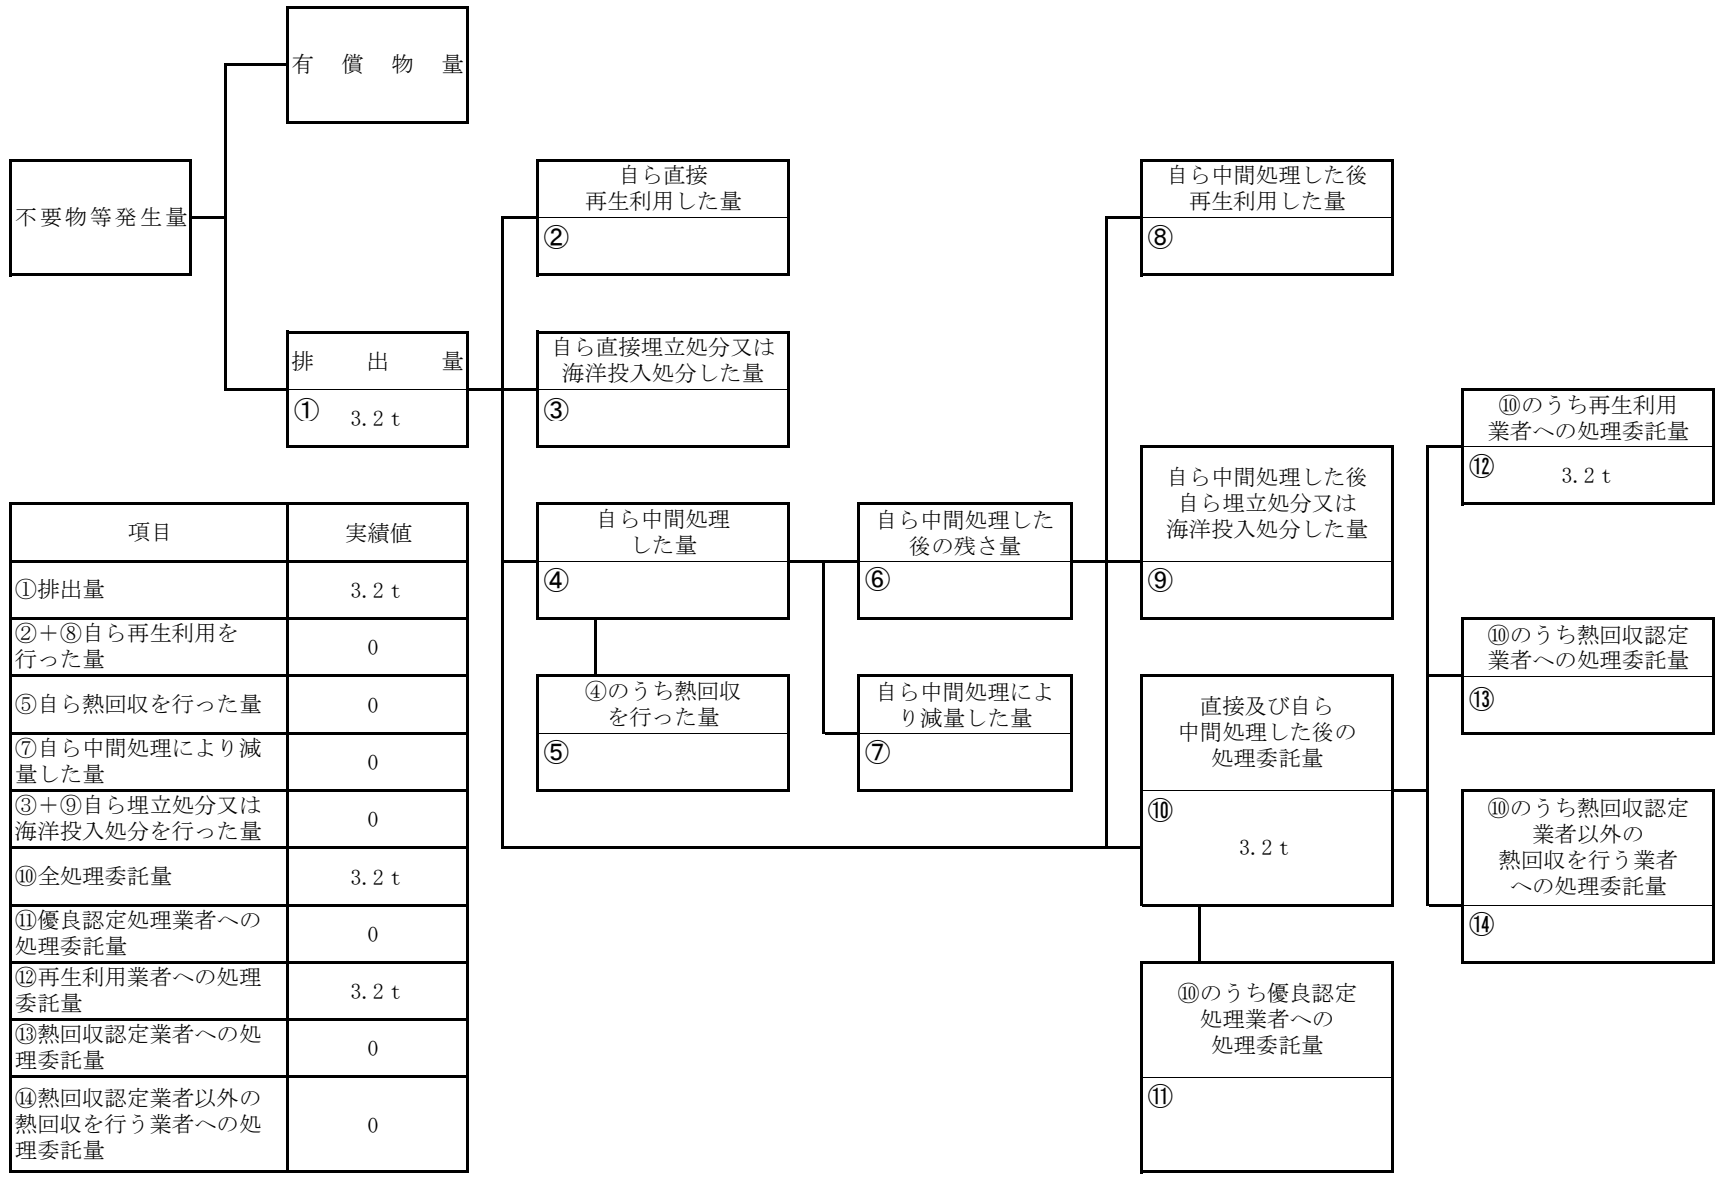 有償物量
不要物等発生量
排出量
①
3.2ｔ
自ら直接
再生利用した量
②
自ら直接埋立処分又は
海洋投入処分した量
③
自ら中間処理
した量
④
④のうち熱回収
を行った量
⑤
自ら中間処理した
後の残さ量
⑥
自ら中間処理によ
り減量した量
⑦
自ら中間処理した後
再生利用した量
⑧
自ら中間処理した後
自ら埋立処分又は
海洋投入処分した量
⑨
直接及び自ら
中間処理した後の
処理委託量
⑩
3.2ｔ
⑩のうち優良認定
処理業者への
処理委託量
⑪
⑩のうち再生利用
業者への処理委託量
⑫
3.2ｔ
⑩のうち熱回収認定
業者への処理委託量
⑬
⑩のうち熱回収認定
業者以外の
熱回収を行う業者
への処理委託量
⑭
項目
実績値
①排出量
3.2ｔ
②＋⑧自ら再生利用を
行った量
0
⑤自ら熱回収を行った量
0
⑦自ら中間処理により減
量した量
0
③＋⑨自ら埋立処分又は
海洋投入処分を行った量
0
⑩全処理委託量
3.2ｔ
⑪優良認定処理業者への
処理委託量
0
⑫再生利用業者への処理
委託量
3.2ｔ
⑬熱回収認定業者への処
理委託量
0
⑭熱回収認定業者以外の
熱回収を行う業者への処
理委託量
0